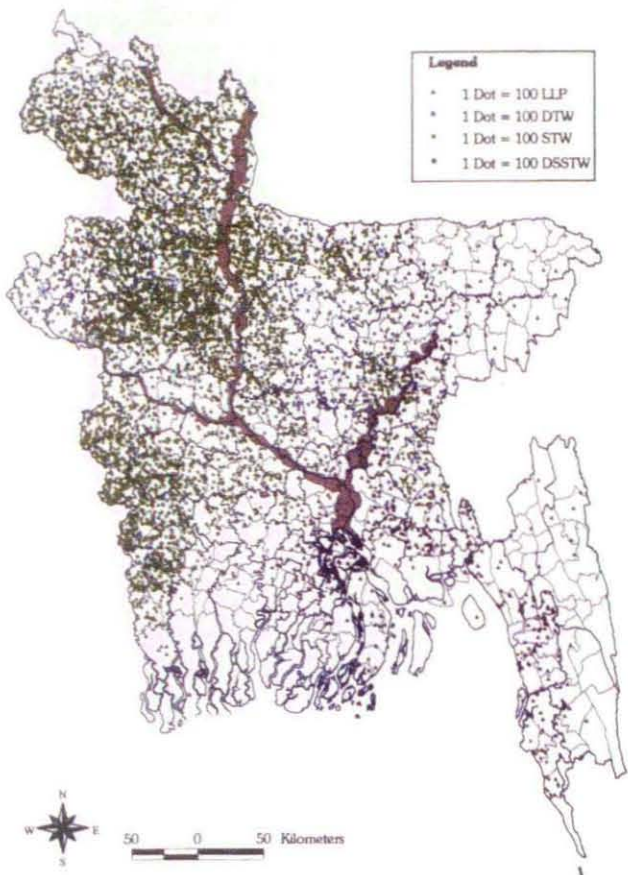 Legend
1 Dot = 100 LLP
1 Dot = 100 DTW
1 Dot = 100 STW
1 Dot = 100 DSSTW
N
W E
S
50 0 50 Kilometers